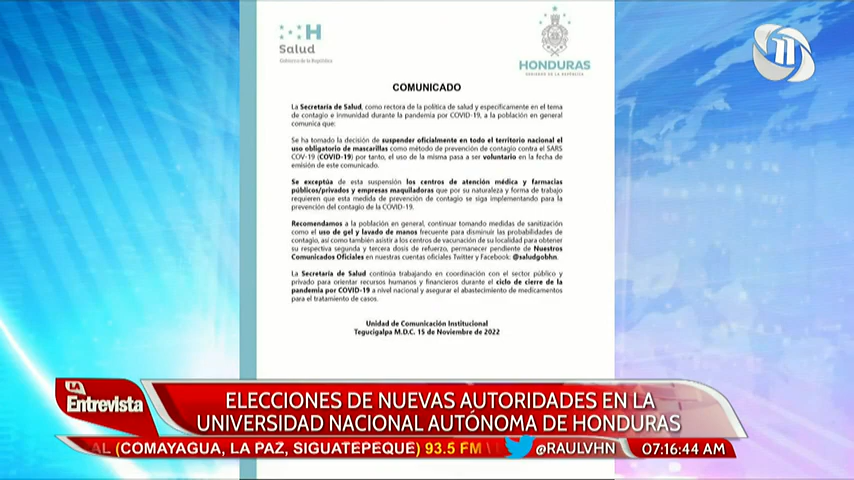 Salud
Gobierno de la República
HONDURAS
GOBIERNO DE LA REPÚBLICA
11
COMUNICADO
La Secretaría de Salud, como rectora de la política de salud y específicamente en el tema
de contagio e inmunidad durante la pandemia por COVID-19, a la población en general
comunica que:
Se ha tomado la decisión de suspender oficialmente en todo el territorio nacional el
uso obligatorio de mascarillas como método de prevención de contagio contra el SARS
COV-19 (COVID-19) por tanto, el uso de la misma pasa a ser voluntario en la fecha de
emisión de este comunicado.
Se exceptúa de esta suspensión los centros de atención médica y farmacias
públicos/privados y empresas maquiladoras que por su naturaleza y forma de trabajo
requieren que esta medida de prevención de contagio se siga implementando para la
prevención del contagio de la COVID-19.
Recomendamos a la población en general, continuar tomando medidas de sanitización
como el uso de gel y lavado de manos frecuente para disminuir las probabilidades de
contagio, así como también asistir a los centros de vacunación de su localidad para obtener
su respectiva segunda y tercera dosis de refuerzo, permanecer pendiente de Nuestros
Comunicados Oficiales en nuestras cuentas oficiales Twitter y Facebook: @saludgobhn.
La Secretaría de Salud continúa trabajando en coordinación con el sector público y
privado para orientar recursos humanos y financieros durante el ciclo de cierre de la
pandemia por COVID-19 a nivel nacional y asegurar el abastecimiento de medicamentos
para el tratamiento de casos.
Unidad de Comunicación Institucional
Tegucigalpa M.D.C. 15 de Noviembre de 2022
LA
Entrevista
ELECCIONES DE NUEVAS AUTORIDADES EN LA
UNIVERSIDAD NACIONAL AUTÓNOMA DE HONDURAS
AL (COMAYAGUA, LA PAZ, SIGUATEPEQUE) 93.5 FM
@RAULVHN
07:16:44 AM